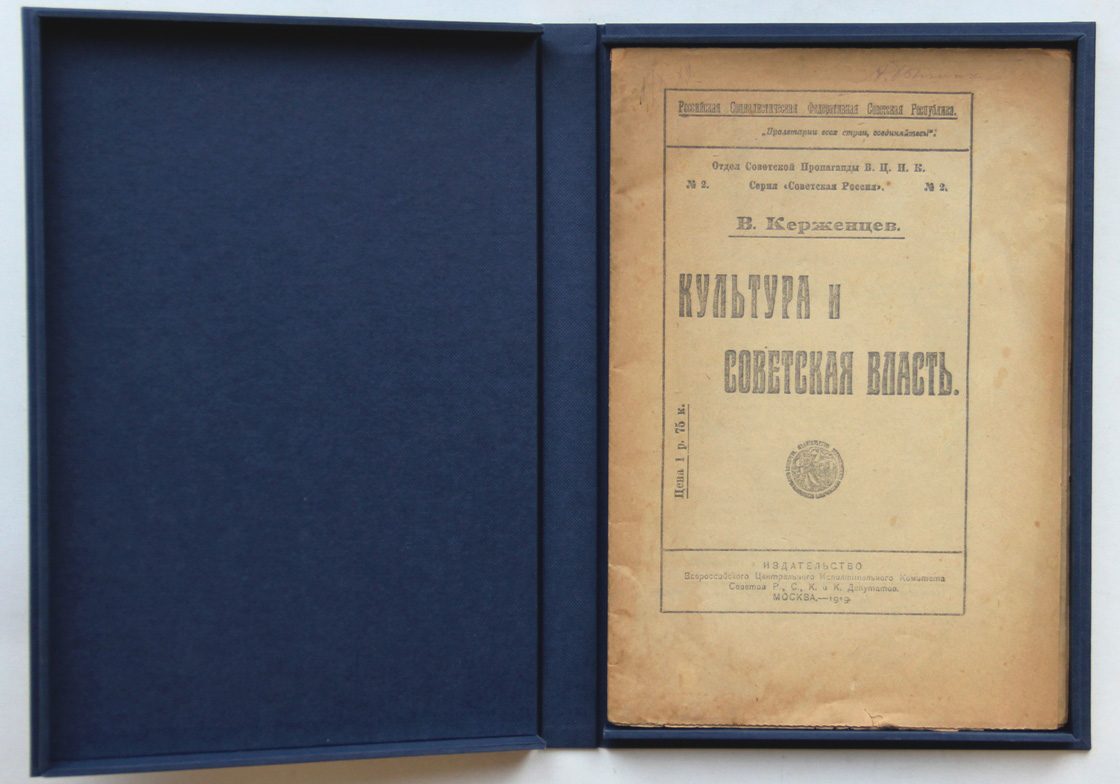 Российская Социалистическая Федеративная Советская Республика.
„Пролетарии всех стран, соединяйтесь!“
Отдел Советской Пропаганды В. Ц. И. К.
№ 2. Серия «Советская Россия». № 2.
В. Керженцев.
КУЛЬТУРА и
СОВЕТСКАЯ ВЛАСТЬ.
Цена 1 р. 75 к.
ИЗДАТЕЛЬСТВО
Всероссийского Центрального Исполнительного Комитета
Советов Р., С., К. и К. Депутатов.
МОСКВА.—1919.